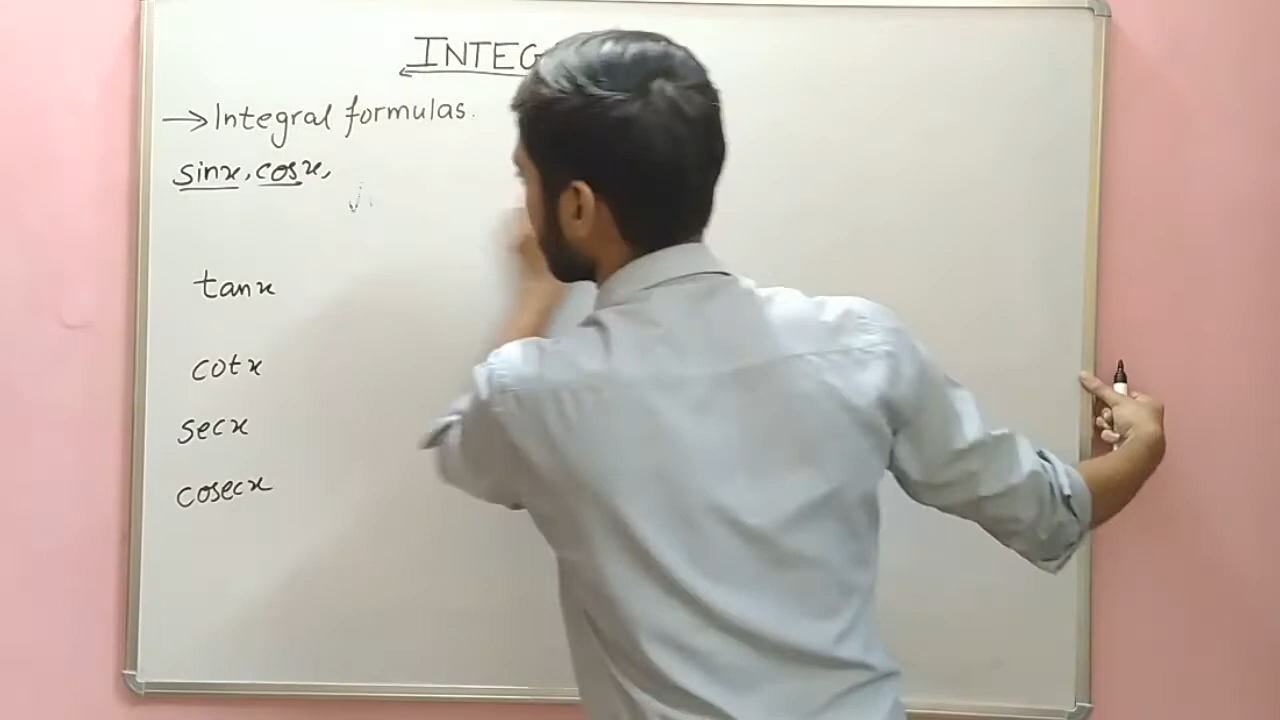 INTEG
→ Integral formulas.
sinx, cosx,
tanx
cotx
secx
cosecx